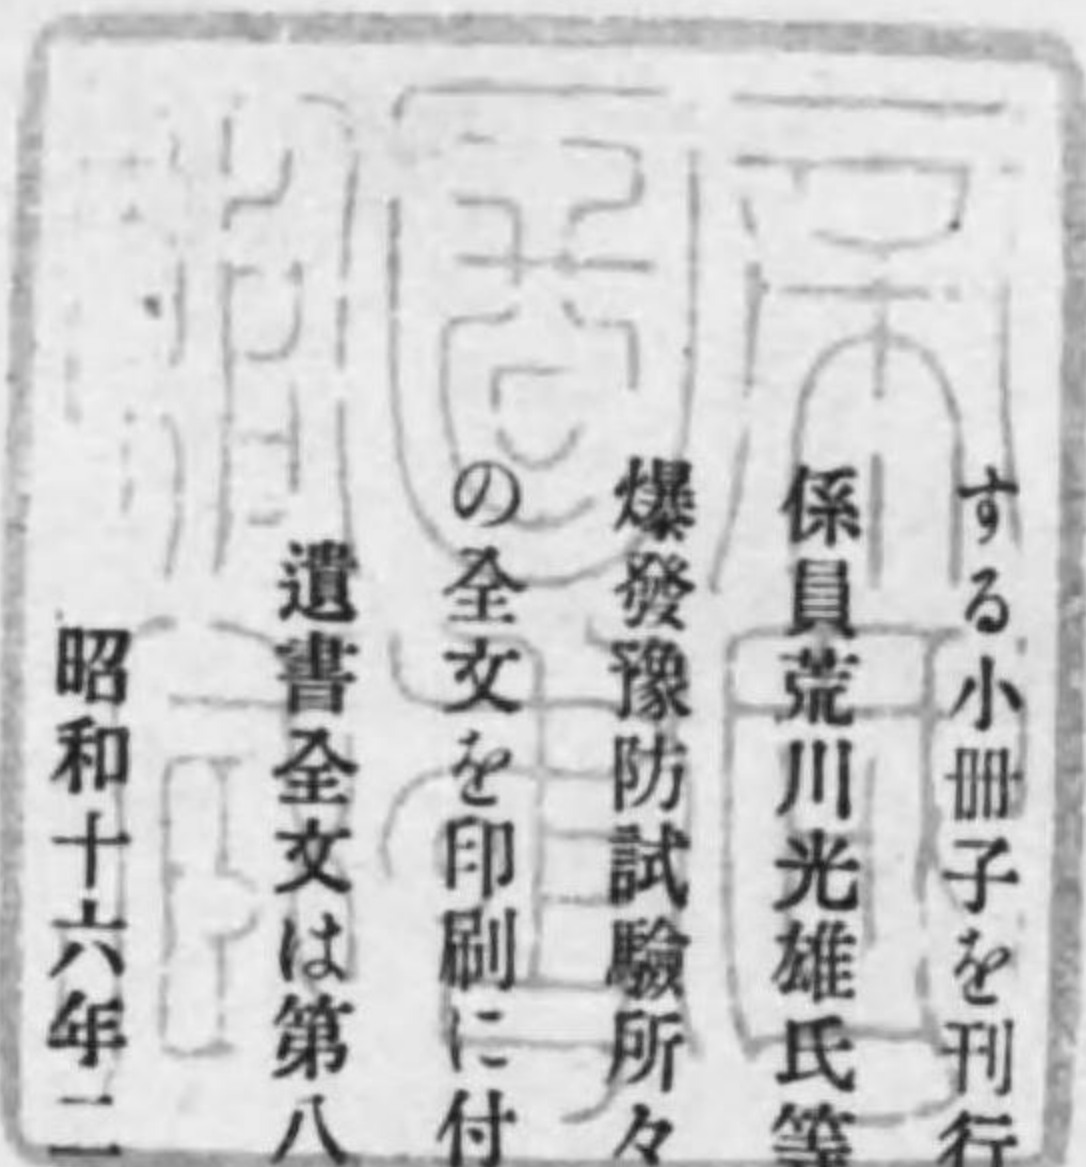 する小冊子を刊行
係員荒川光雄氏等
爆發豫防試驗所々
の全文を印刷に付
遺書全文は第八
昭和十六年二